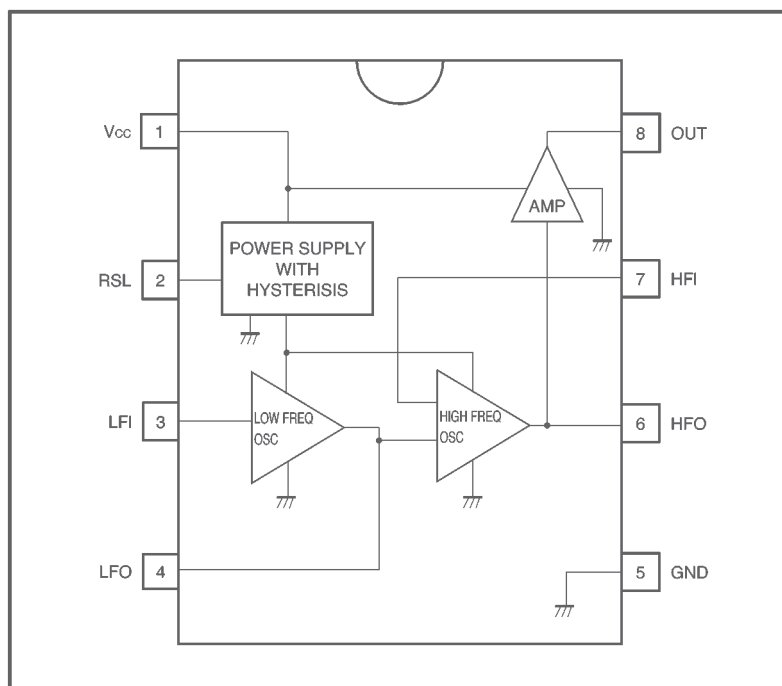 Vcc 1
8 OUT
AMP
POWER SUPPLY
WITH
HYSTERISIS
RSL 2
7 HFI
LFI 3
LOW FREQ
OSC
HIGH FREQ
OSC
6 HFO
LFO 4
5 GND